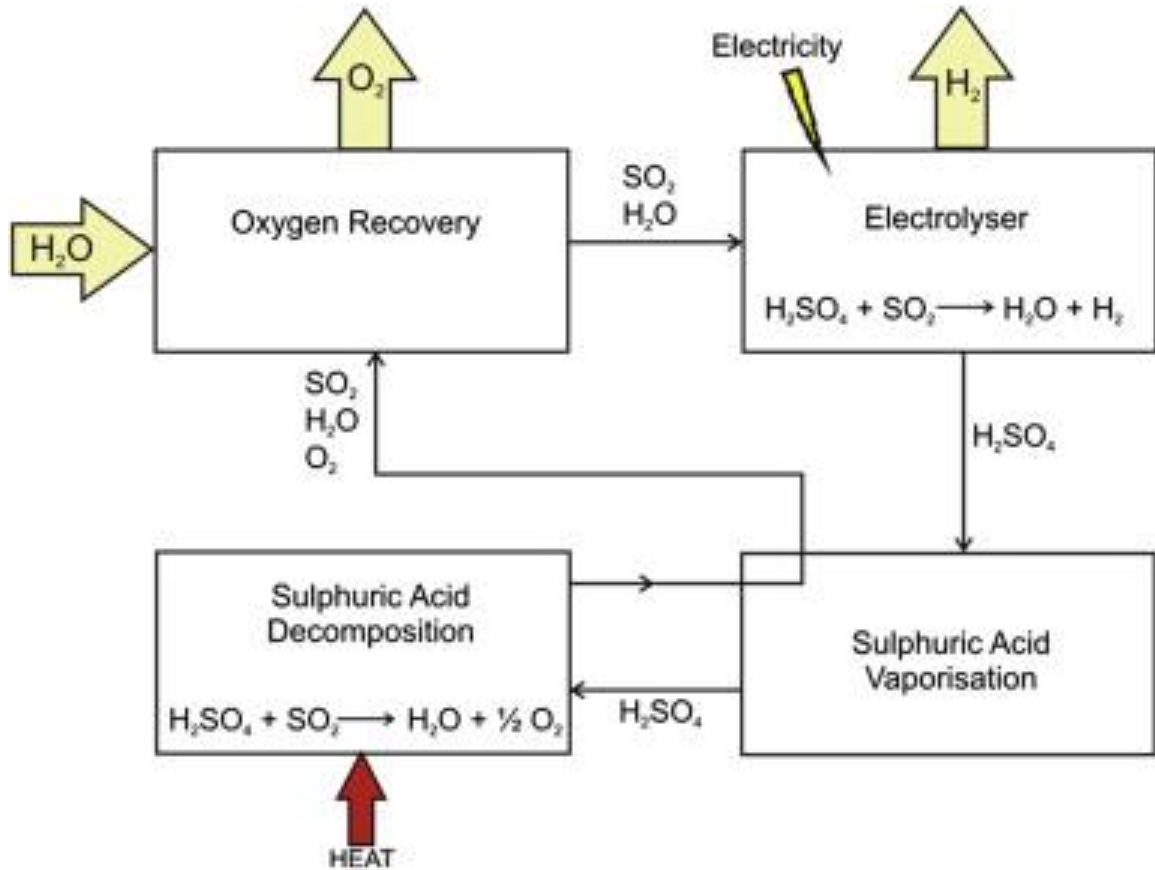 O₂
Electricity
H₂
H₂O
Oxygen Recovery
SO₂
H₂O
Electrolyser
H₂SO₄ + SO₂ ⟶ H₂O + H₂
SO₂
H₂O
O₂
H₂SO₄
Sulphuric Acid
Decomposition
H₂SO₄ + SO₂ ⟶ H₂O + ½ O₂
H₂SO₄
Sulphuric Acid
Vaporisation
HEAT